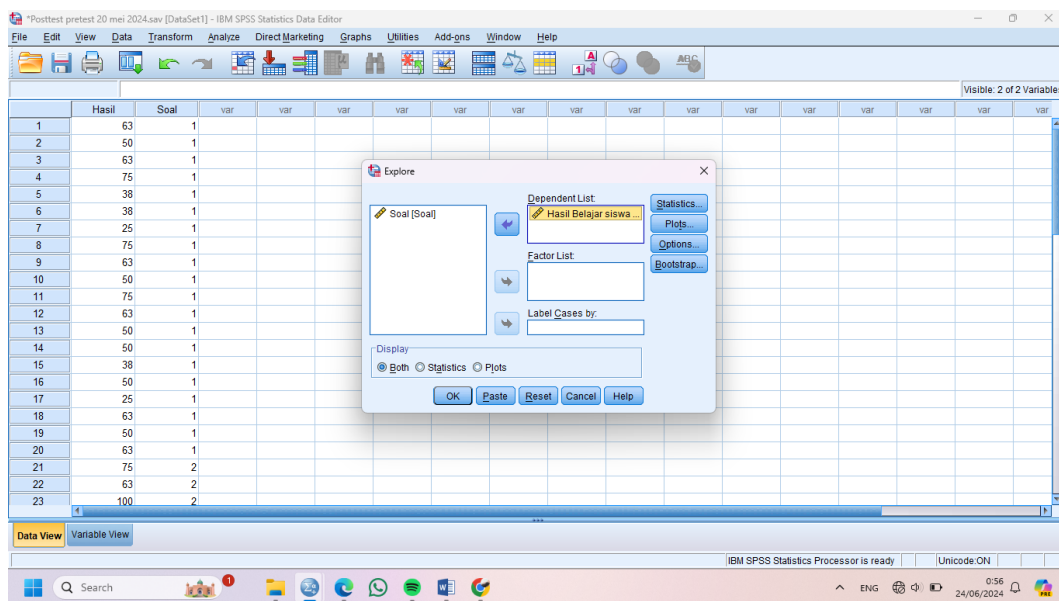 *Posttest pretest 20 mei 2024.sav [DataSet1] - IBM SPSS Statistics Data Editor
File Edit View Data Transform Analyze Direct Marketing Graphs Utilities Add-ons Window Help
Visible: 2 of 2 Variable
Hasil Soal var var var var var var var var var var var var var var var
1 63 1
2 50 1
3 63 1
4 75 1
5 38 1
6 38 1
7 25 1
8 75 1
9 63 1
10 50 1
11 75 1
12 63 1
13 50 1
14 50 1
15 38 1
16 50 1
17 25 1
18 63 1
19 50 1
20 63 1
21 75 2
22 63 2
23 100 2
Explore
Soal [Soal]
Dependent List:
Hasil Belajar siswa ...
Factor List:
Label Cases by:
Statistics...
Plots...
Options...
Bootstrap...
Display
Both Statistics Plots
OK Paste Reset Cancel Help
Data View Variable View
IBM SPSS Statistics Processor is ready Unicode:ON
Search
ENG
0:56
24/06/2024